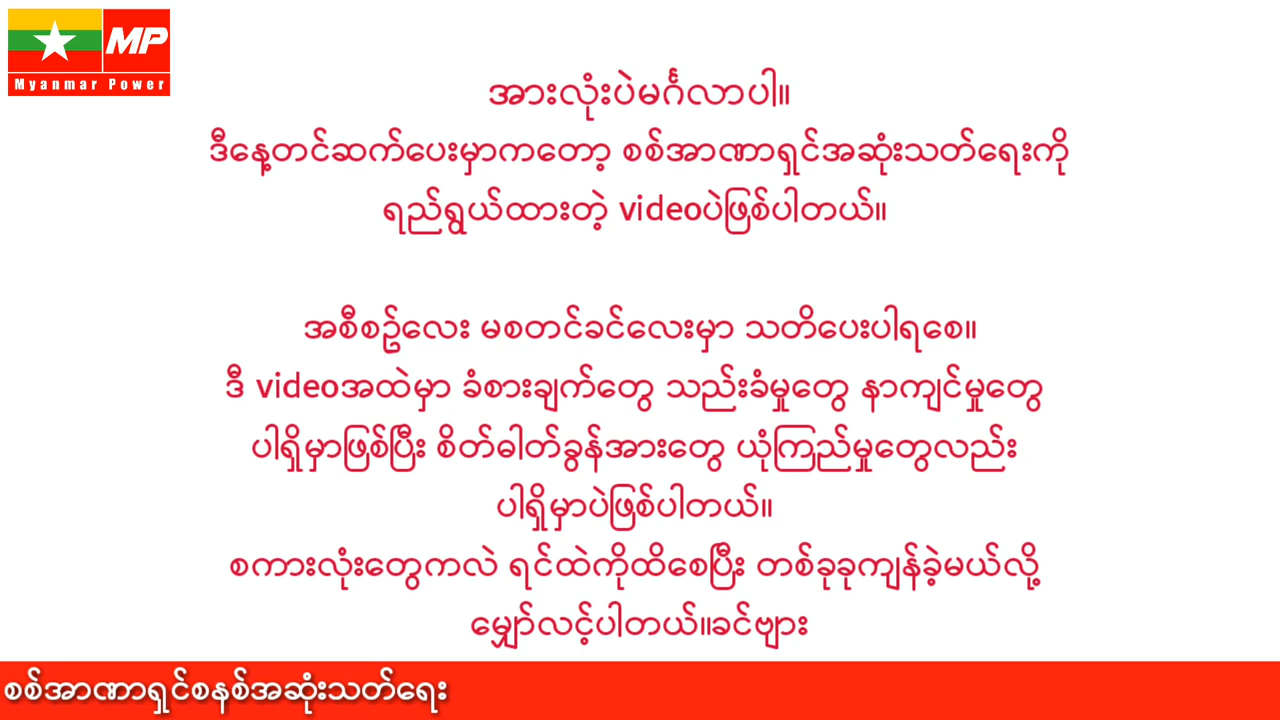 MP
Myanmar Power
အားလုံးပဲမင်္ဂလာပါ။
ဒီနေ့တင်ဆက်ပေးမှာကတော့ စစ်အာဏာရှင်အဆုံးသတ်ရေးကို
ရည်ရွယ်ထားတဲ့ videoပဲဖြစ်ပါတယ်။
အစီစဥ်လေး မစတင်ခင်လေးမှာ သတိပေးပါရစေ။
ဒီ videoအထဲမှာ ခံစားချက်တွေ သည်းခံမှုတွေ နာကျင်မှုတွေ
ပါရှိမှာဖြစ်ပြီး စိတ်ဓါတ်ခွန်အားတွေ ယုံကြည်မှုတွေလည်း
ပါရှိမှာပဲဖြစ်ပါတယ်။
စကားလုံးတွေကလဲ ရင်ထဲကိုထိစေပြီး တစ်ခုခုကျန်ခဲ့မယ်လို့
မျှော်လင့်ပါတယ်။ခင်ဗျား
စစ်အာဏာရှင်စနစ်အဆုံးသတ်ရေး